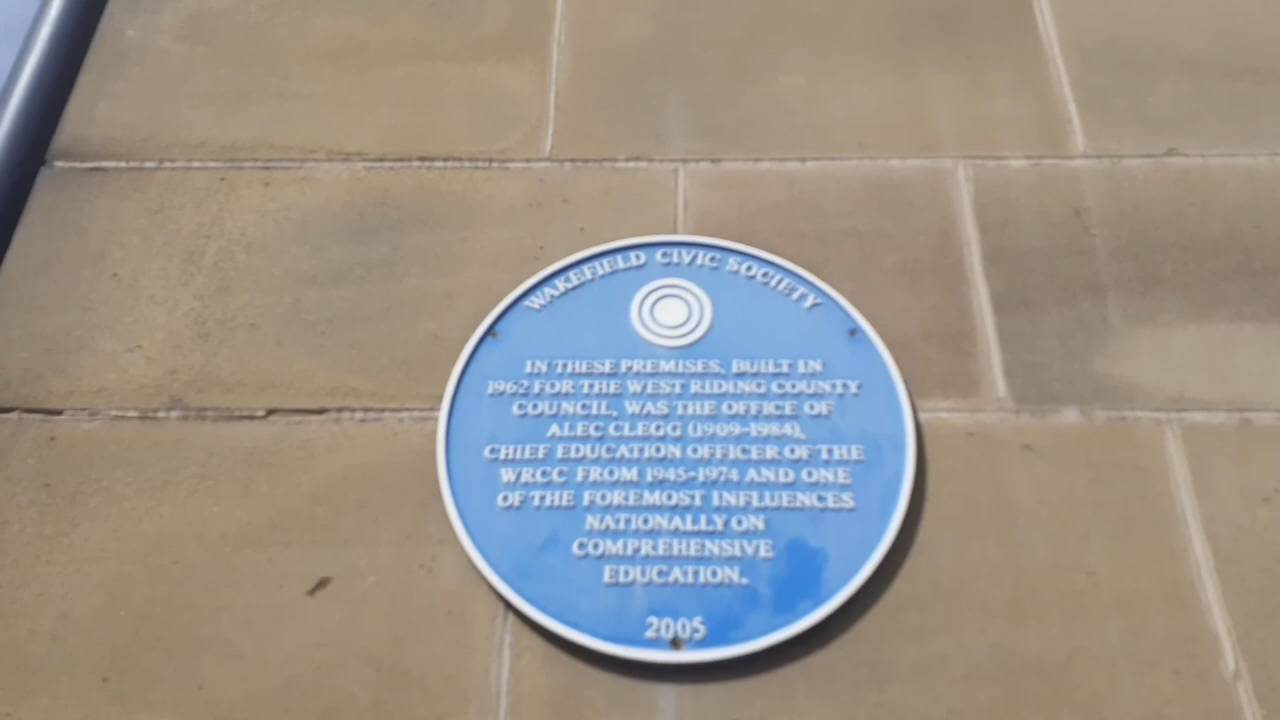 WAKEFIELD CIVIC SOCIETY
IN THESE PREMISES, BUILT IN
1962 FOR THE WEST RIDING COUNTY
COUNCIL, WAS THE OFFICE OF
ALEC CLEGG (1909-1984),
CHIEF EDUCATION OFFICER OF THE
WRCC FROM 1945-1974 AND ONE
OF THE FOREMOST INFLUENCES
NATIONALLY ON
COMPREHENSIVE
EDUCATION.
2005